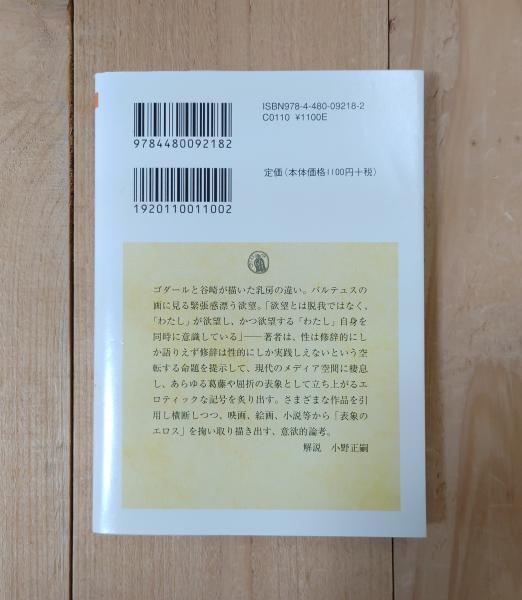 ISBN978-4-480-09218-2
C0110 ¥1100E
9784480092182
定価(本体価格1100円+税)
1920110011002
ゴダールと谷崎が描いた乳房の違い。バルテュスの
画に見る緊張感漂う欲望。「欲望とは脱我ではなく、
「わたし」が欲望し、かつ欲望する「わたし」自身を
同時に意識している」――著者は、性は修辞的にし
か語りえず修辞は性的にしか実践しえないという空
転する命題を提示して、現代のメディア空間に棲息
し、あらゆる葛藤や屈折の表象として立ち上がるエ
ロティックな記号を炙り出す。さまざまな作品を引
用し横断しつつ、映画、絵画、小説等から「表象の
エロス」を掬い取り描き出す、意欲的論考。
解説 小野正嗣